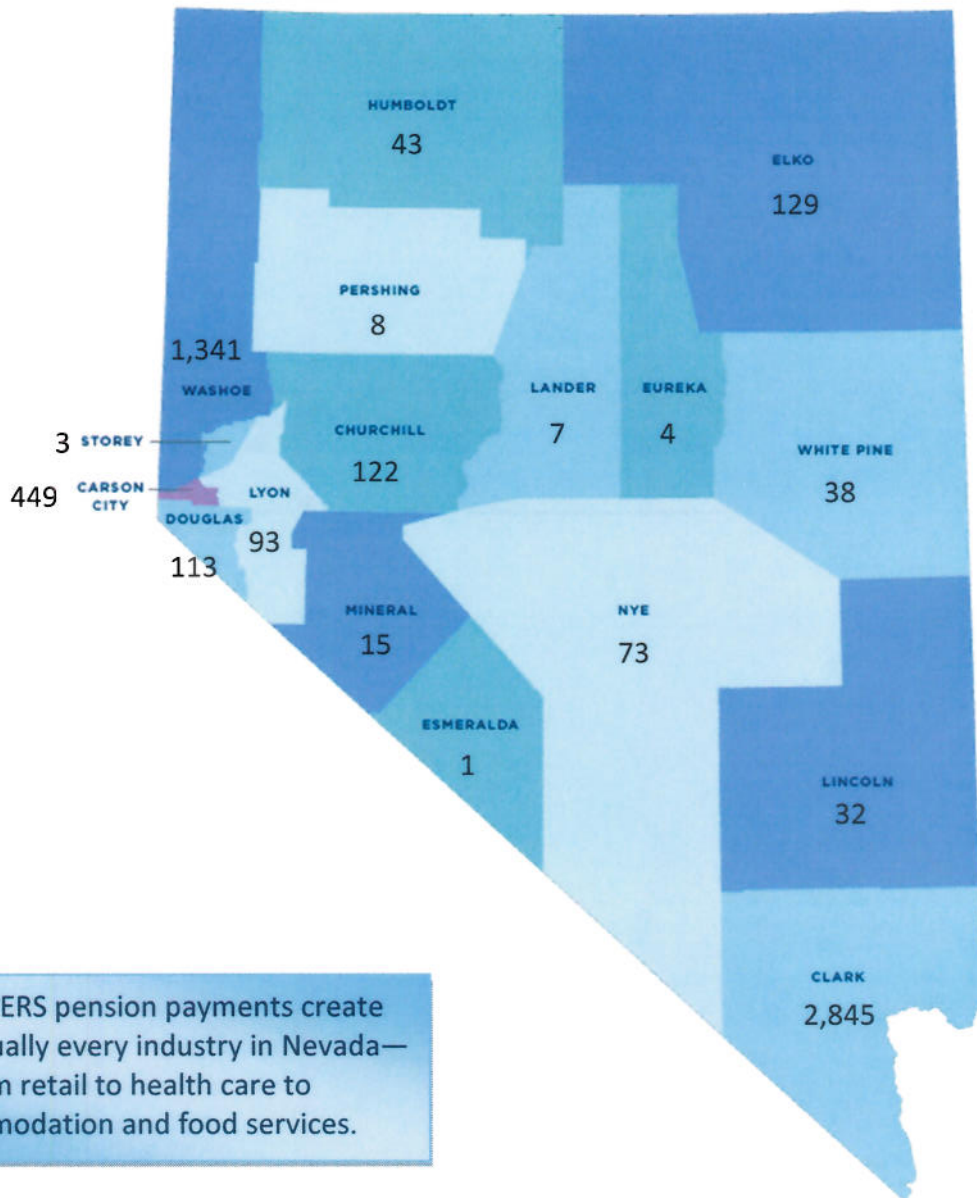 HUMBOLDT
43
ELKO
129
PERSHING
8
1,341
WASHOE
LANDER
7
EUREKA
4
CHURCHILL
122
3 STOREY
WHITE PINE
38
449 CARSON
CITY
LYON
93
DOUGLAS
113
MINERAL
15
NYE
73
ESMERALDA
1
LINCOLN
32
CLARK
2,845
ERS pension payments create
ually every industry in Nevada—
retail to health care to
and food services.